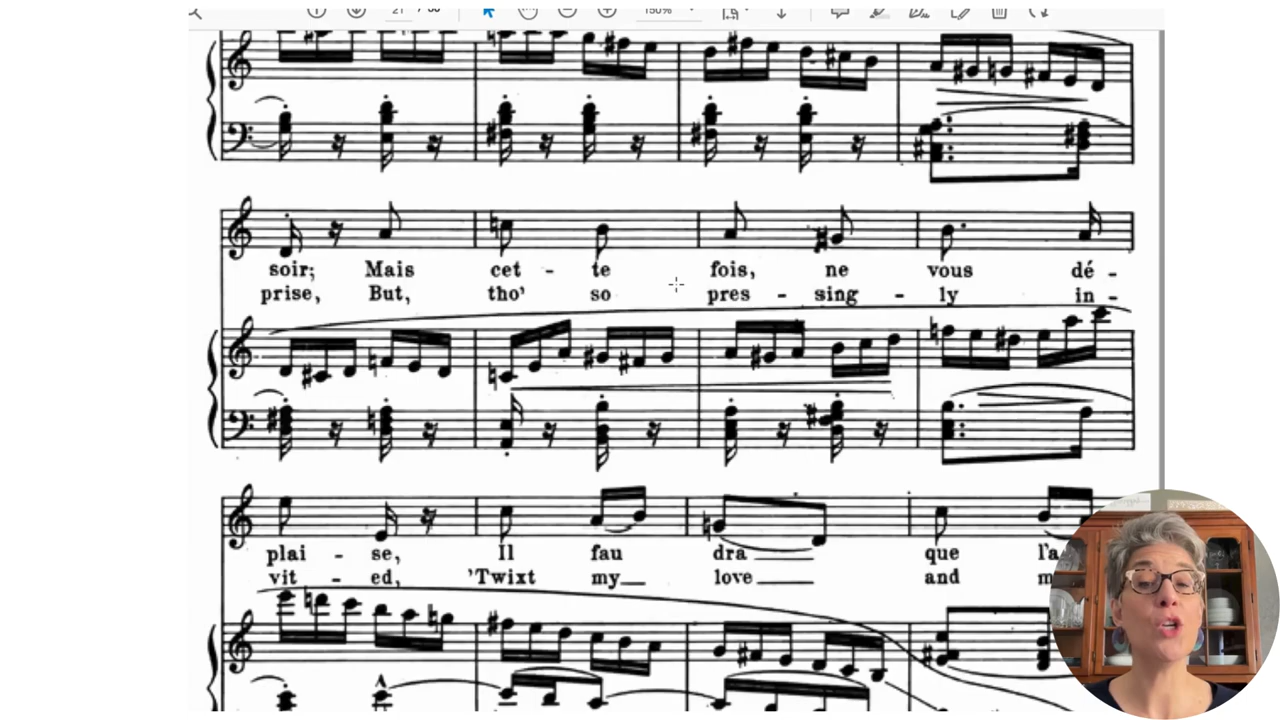 soir; Mais cet - te fois, ne vous dé -
prise, But, tho' so pres - sing - ly in -
plai - se, Il fau dra que l'a
vit - ed, 'Twixt my love and m